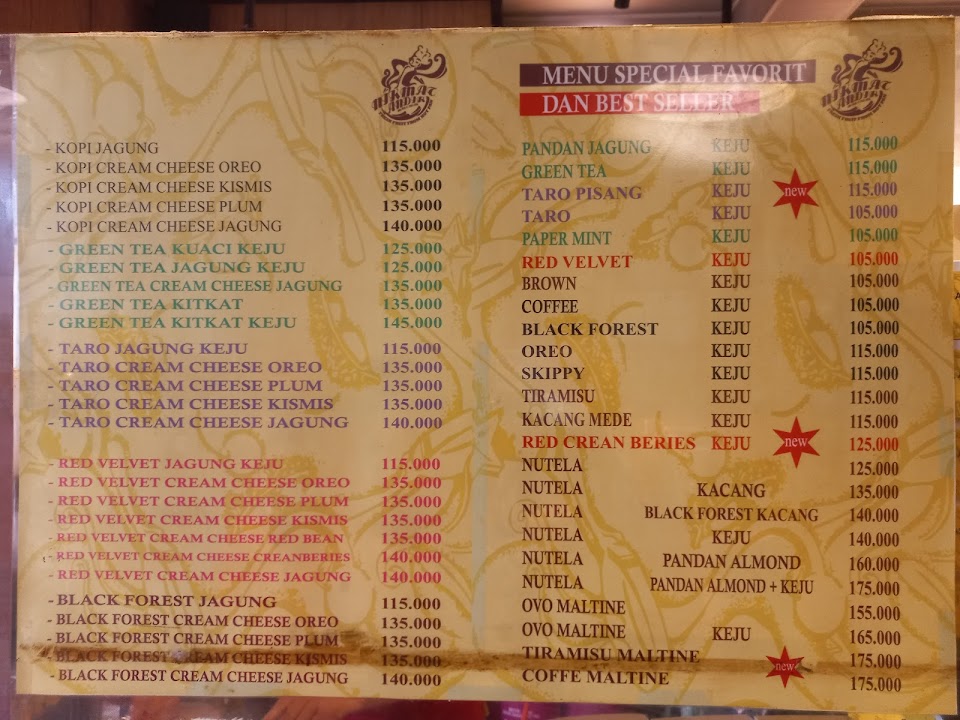 - KOPI JAGUNG 115.000
- KOPI CREAM CHEESE OREO 135.000
- KOPI CREAM CHEESE KISMIS 135.000
- KOPI CREAM CHEESE PLUM 135.000
- KOPI CREAM CHEESE JAGUNG 140.000
- GREEN TEA KUACI KEJU 125.000
- GREEN TEA JAGUNG KEJU 125.000
- GREEN TEA CREAM CHEESE JAGUNG 135.000
- GREEN TEA KITKAT 135.000
- GREEN TEA KITKAT KEJU 145.000
- TARO JAGUNG KEJU 115.000
- TARO CREAM CHEESE OREO 135.000
- TARO CREAM CHEESE PLUM 135.000
- TARO CREAM CHEESE KISMIS 135.000
- TARO CREAM CHEESE JAGUNG 140.000
- RED VELVET JAGUNG KEJU 115.000
- RED VELVET CREAM CHEESE OREO 135.000
- RED VELVET CREAM CHEESE PLUM 135.000
- RED VELVET CREAM CHEESE KISMIS 135.000
- RED VELVET CREAM CHEESE RED BEAN 135.000
- RED VELVET CREAM CHEESE CREANBERIES 140.000
- RED VELVET CREAM CHEESE JAGUNG 140.000
- BLACK FOREST JAGUNG 115.000
- BLACK FOREST CREAM CHEESE OREO 135.000
- BLACK FOREST CREAM CHEESE PLUM 135.000
- BLACK FOREST CREAM CHEESE KISMIS 135.000
- BLACK FOREST CREAM CHEESE JAGUNG 140.000
MENU SPECIAL FAVORIT
DAN BEST SELLER
PANDAN JAGUNG KEJU 115.000
GREEN TEA KEJU 115.000
TARO PISANG KEJU new 115.000
TARO KEJU 105.000
PAPER MINT KEJU 105.000
RED VELVET KEJU 105.000
BROWN KEJU 105.000
COFFEE KEJU 105.000
BLACK FOREST KEJU 105.000
OREO KEJU 115.000
SKIPPY KEJU 115.000
TIRAMISU KEJU 115.000
KACANG MEDE KEJU 115.000
RED CREAN BERIES KEJU new 125.000
NUTELA 125.000
NUTELA KACANG 135.000
NUTELA BLACK FOREST KACANG 140.000
NUTELA KEJU 140.000
NUTELA PANDAN ALMOND 160.000
NUTELA PANDAN ALMOND + KEJU 175.000
OVO MALTINE 155.000
OVO MALTINE KEJU 165.000
TIRAMISU MALTINE 175.000
COFFE MALTINE new 175.000